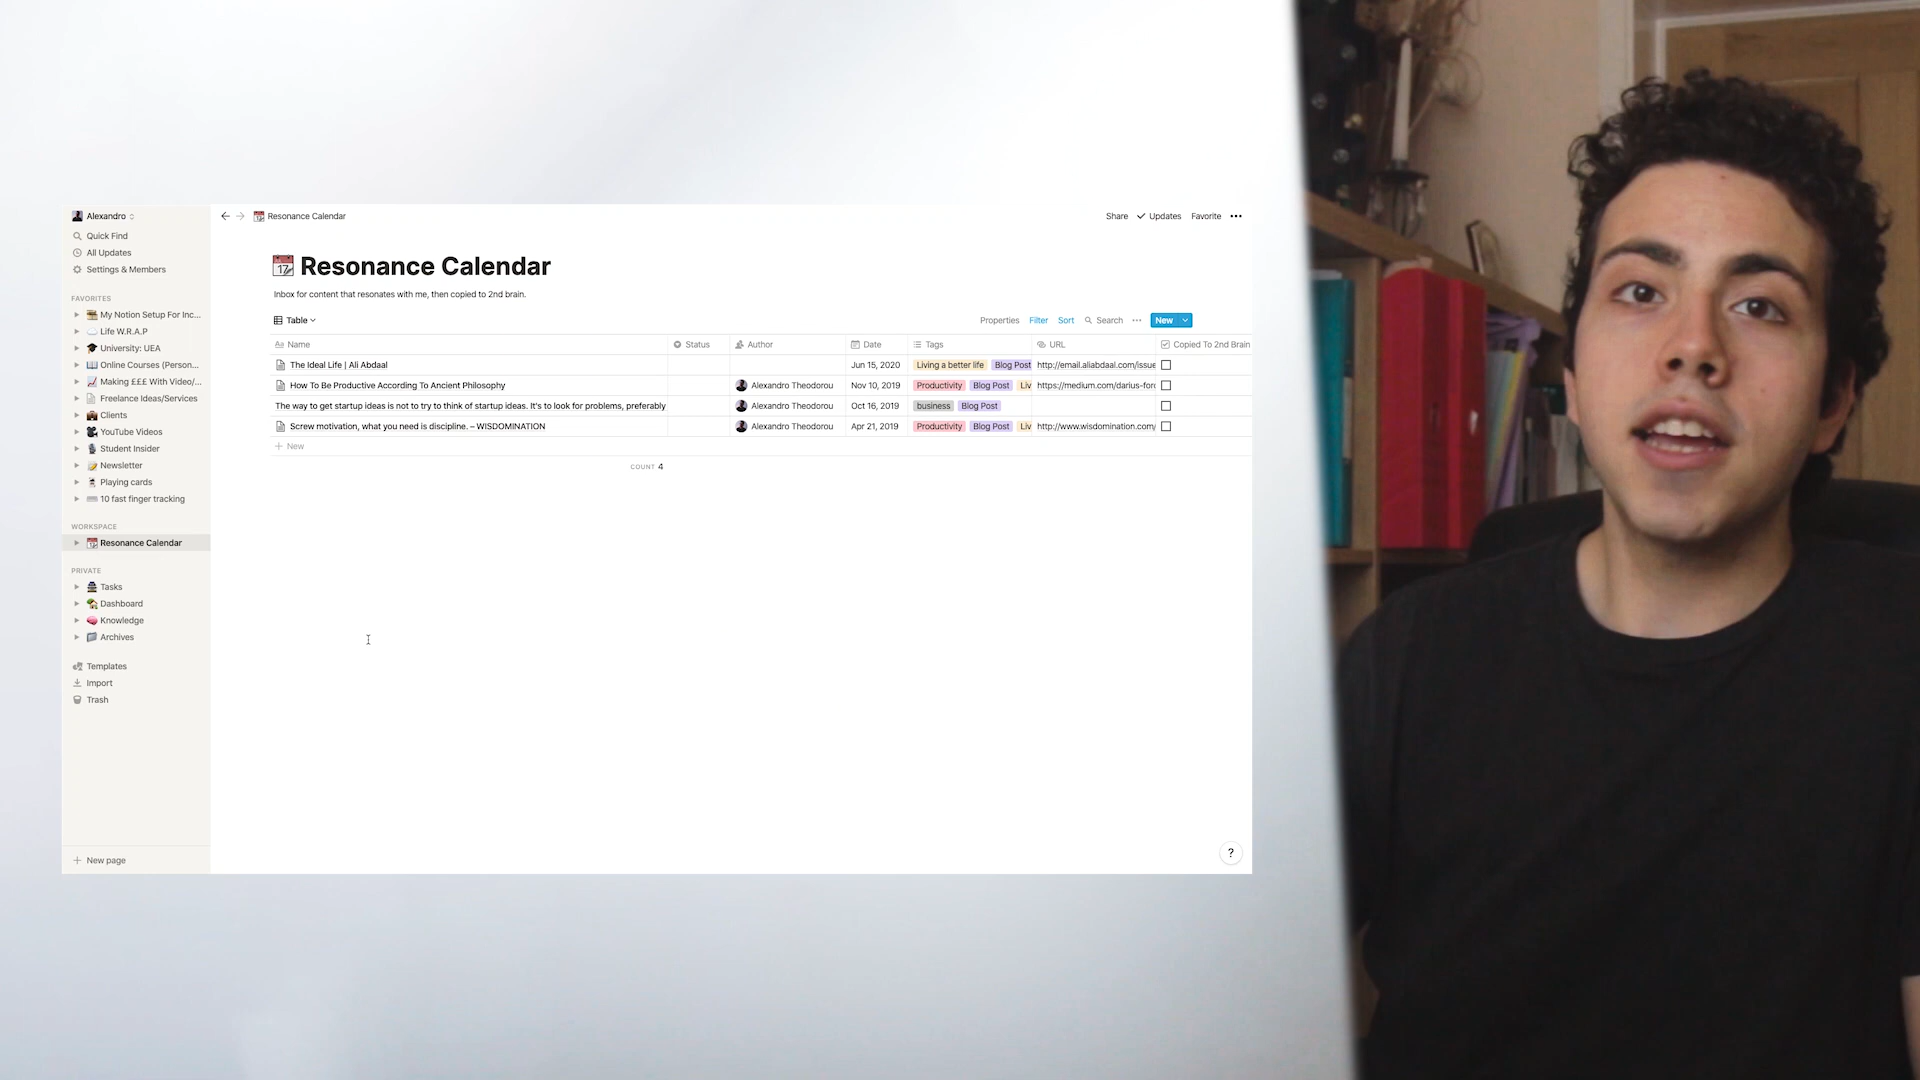 Alexandro
Quick Find
All Updates
Settings & Members
FAVORITES
My Notion Setup For Inc...
Life W.R.A.P
University: UEA
Online Courses (Person...
Making £££ With Video/...
Freelance Ideas/Services
Clients
YouTube Videos
Student Insider
Newsletter
Playing cards
10 fast finger tracking
WORKSPACE
Resonance Calendar
PRIVATE
Tasks
Dashboard
Knowledge
Archives
Templates
Import
Trash
+ New page
Resonance Calendar
Share Updates Favorite •••
Resonance Calendar
Inbox for content that resonates with me, then copied to 2nd brain.
Table
Properties Filter Sort Search ••• New
Name Status Author Date Tags URL Copied To 2nd Brain
The Ideal Life | Ali Abdaal Jun 15, 2020 Living a better life Blog Post http://email.aliabdaal.com/issue
How To Be Productive According To Ancient Philosophy Alexandro Theodorou Nov 10, 2019 Productivity Blog Post Liv https://medium.com/darius-foro
The way to get startup ideas is not to try to think of startup ideas. It's to look for problems, preferably Alexandro Theodorou Oct 16, 2019 business Blog Post
Screw motivation, what you need is discipline. – WISDOMINATION Alexandro Theodorou Apr 21, 2019 Productivity Blog Post Liv http://www.wisdomination.com/
+ New
COUNT 4
?